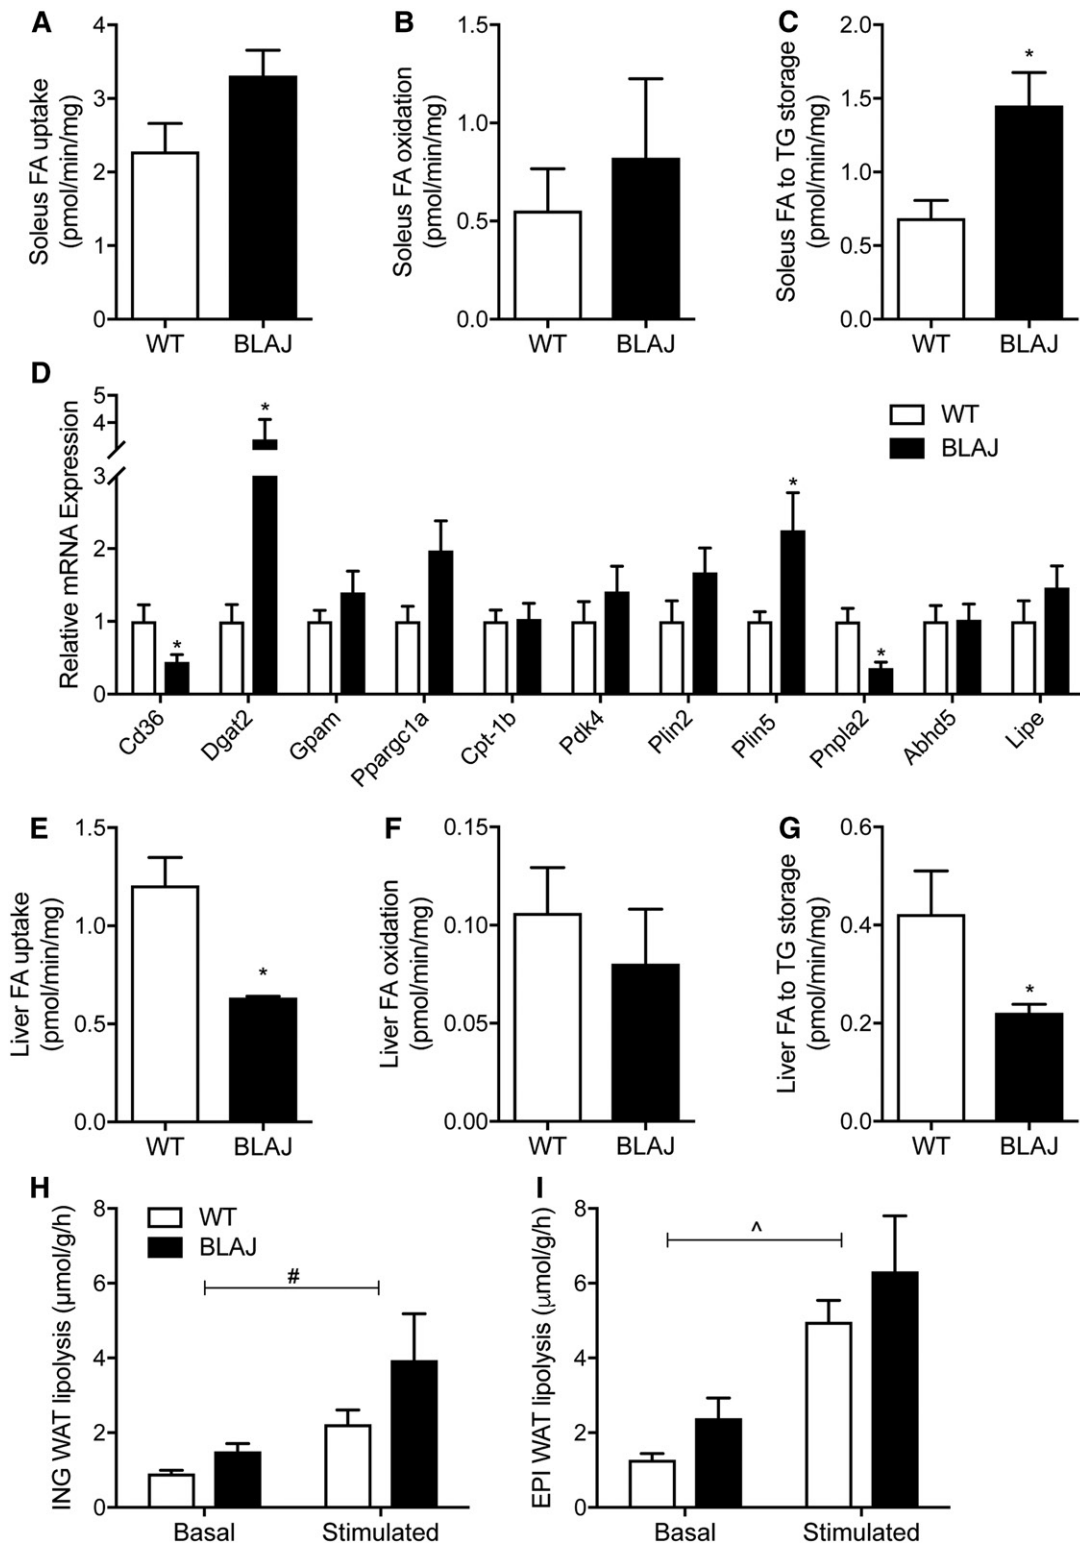 A
Soleus FA uptake
(pmol/min/mg)
4
3
2
1
0
WT BLAJ
B
Soleus FA oxidation
(pmol/min/mg)
1.5
1.0
0.5
0.0
WT BLAJ
C
Soleus FA to TG storage
(pmol/min/mg)
2.0
1.5
1.0
0.5
0.0
*
WT BLAJ
D
Relative mRNA Expression
5
4
3
2
1
0
* * * *
WT
BLAJ
Cd36 Dgat2 Gpam Ppargc1a Cpt-1b Pdk4 Plin2 Plin5 Pnpla2 Abhd5 Lipe
E
Liver FA uptake
(pmol/min/mg)
1.5
1.0
0.5
0.0
*
WT BLAJ
F
Liver FA oxidation
(pmol/min/mg)
0.15
0.10
0.05
0.00
WT BLAJ
G
Liver FA to TG storage
(pmol/min/mg)
0.6
0.4
0.2
0.0
*
WT BLAJ
H
ING WAT lipolysis (μmol/g/h)
8
6
4
2
0
WT
BLAJ
#
Basal Stimulated
I
EPI WAT lipolysis (μmol/g/h)
8
6
4
2
0
^
Basal Stimulated